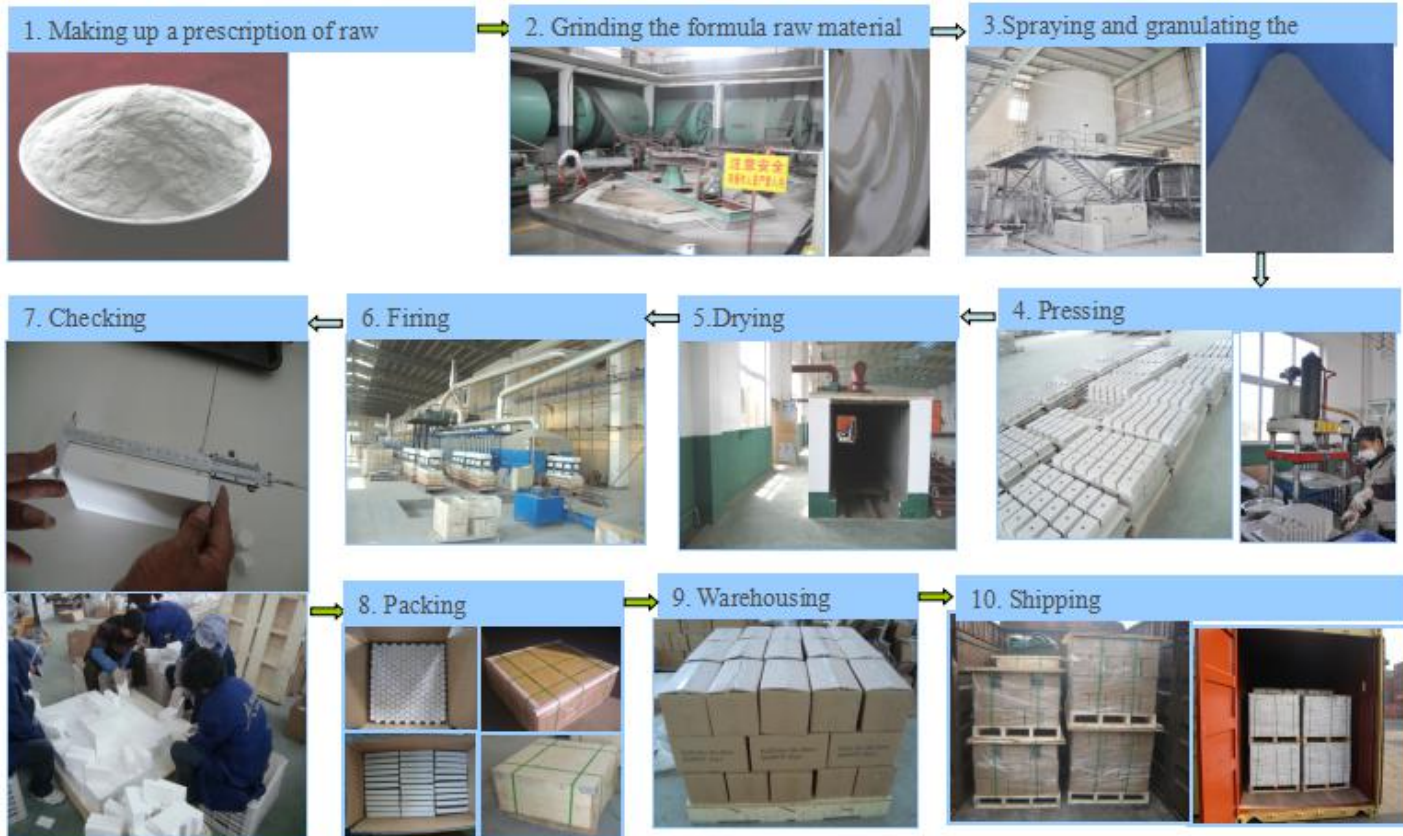 1. Making up a prescription of raw
2. Grinding the formula raw material
3.Spraying and granulating the
注意安全
7. Checking
6. Firing
5.Drying
4. Pressing
8. Packing
9. Warehousing
10. Shipping